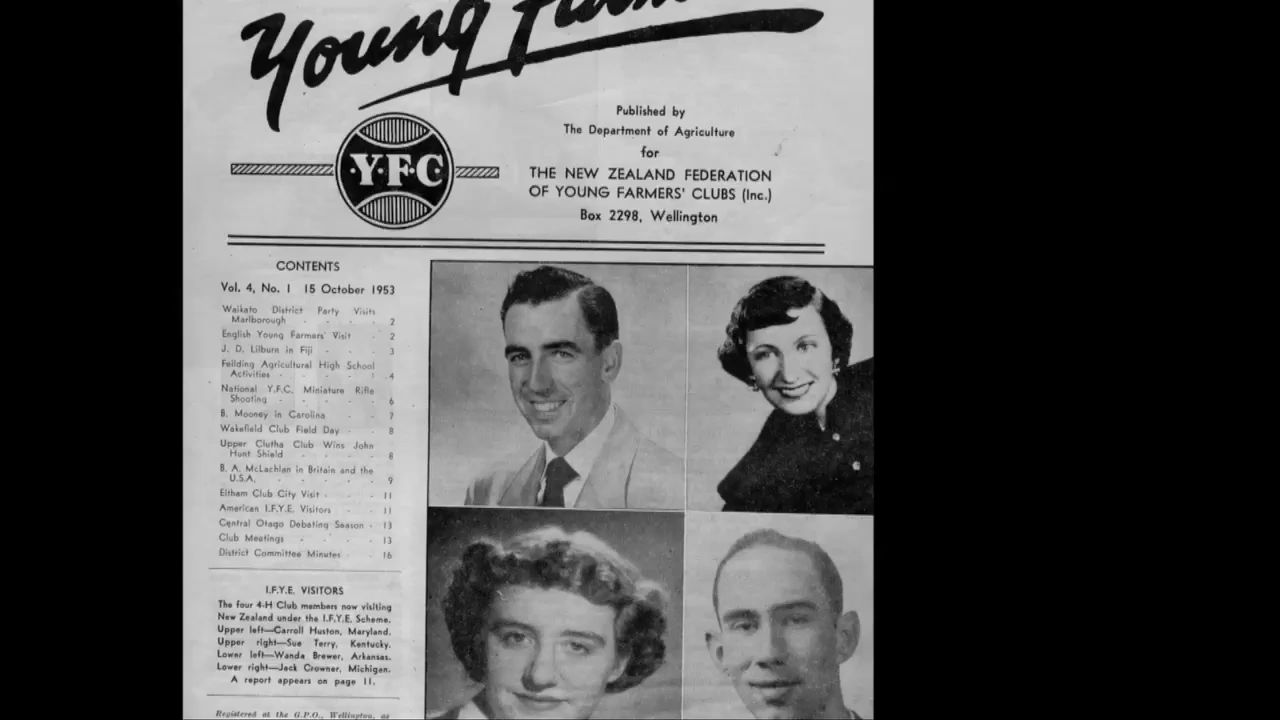 Young
Y·F·C
Published by
The Department of Agriculture
for
THE NEW ZEALAND FEDERATION
OF YOUNG FARMERS' CLUBS (Inc.)
Box 2298, Wellington
CONTENTS
Vol. 4, No. 1 15 October 1953
Waikato District Party Visits
Marlborough - - - - 2
English Young Farmers' Visit - - 2
J. D. Lilburn in Fiji - - - 3
Feilding Agricultural High School
Activities - - - - - 4
National Y.F.C. Miniature Rifle
Shooting - - - - 6
B. Mooney in Carolina - - 7
Wakefield Club Field Day - - 8
Upper Clutha Club Wins John
Hunt Shield - - - - 8
B. A. McLachlan in Britain and the
U.S.A. - - - - - 9
Eltham Club City Visit - - - 11
American I.F.Y.E. Visitors - - 11
Central Otago Debating Season - 13
Club Meetings - - - - 13
District Committee Minutes - - 16
I.F.Y.E. VISITORS
The four 4-H Club members now visiting
New Zealand under the I.F.Y.E. Scheme.
Upper left—Carroll Huston, Maryland.
Upper right—Sue Terry, Kentucky.
Lower left—Wanda Brewer, Arkansas.
Lower right—Jack Crowner, Michigan.
A report appears on page 11.
Registered at the G.P.O., Wellington, as